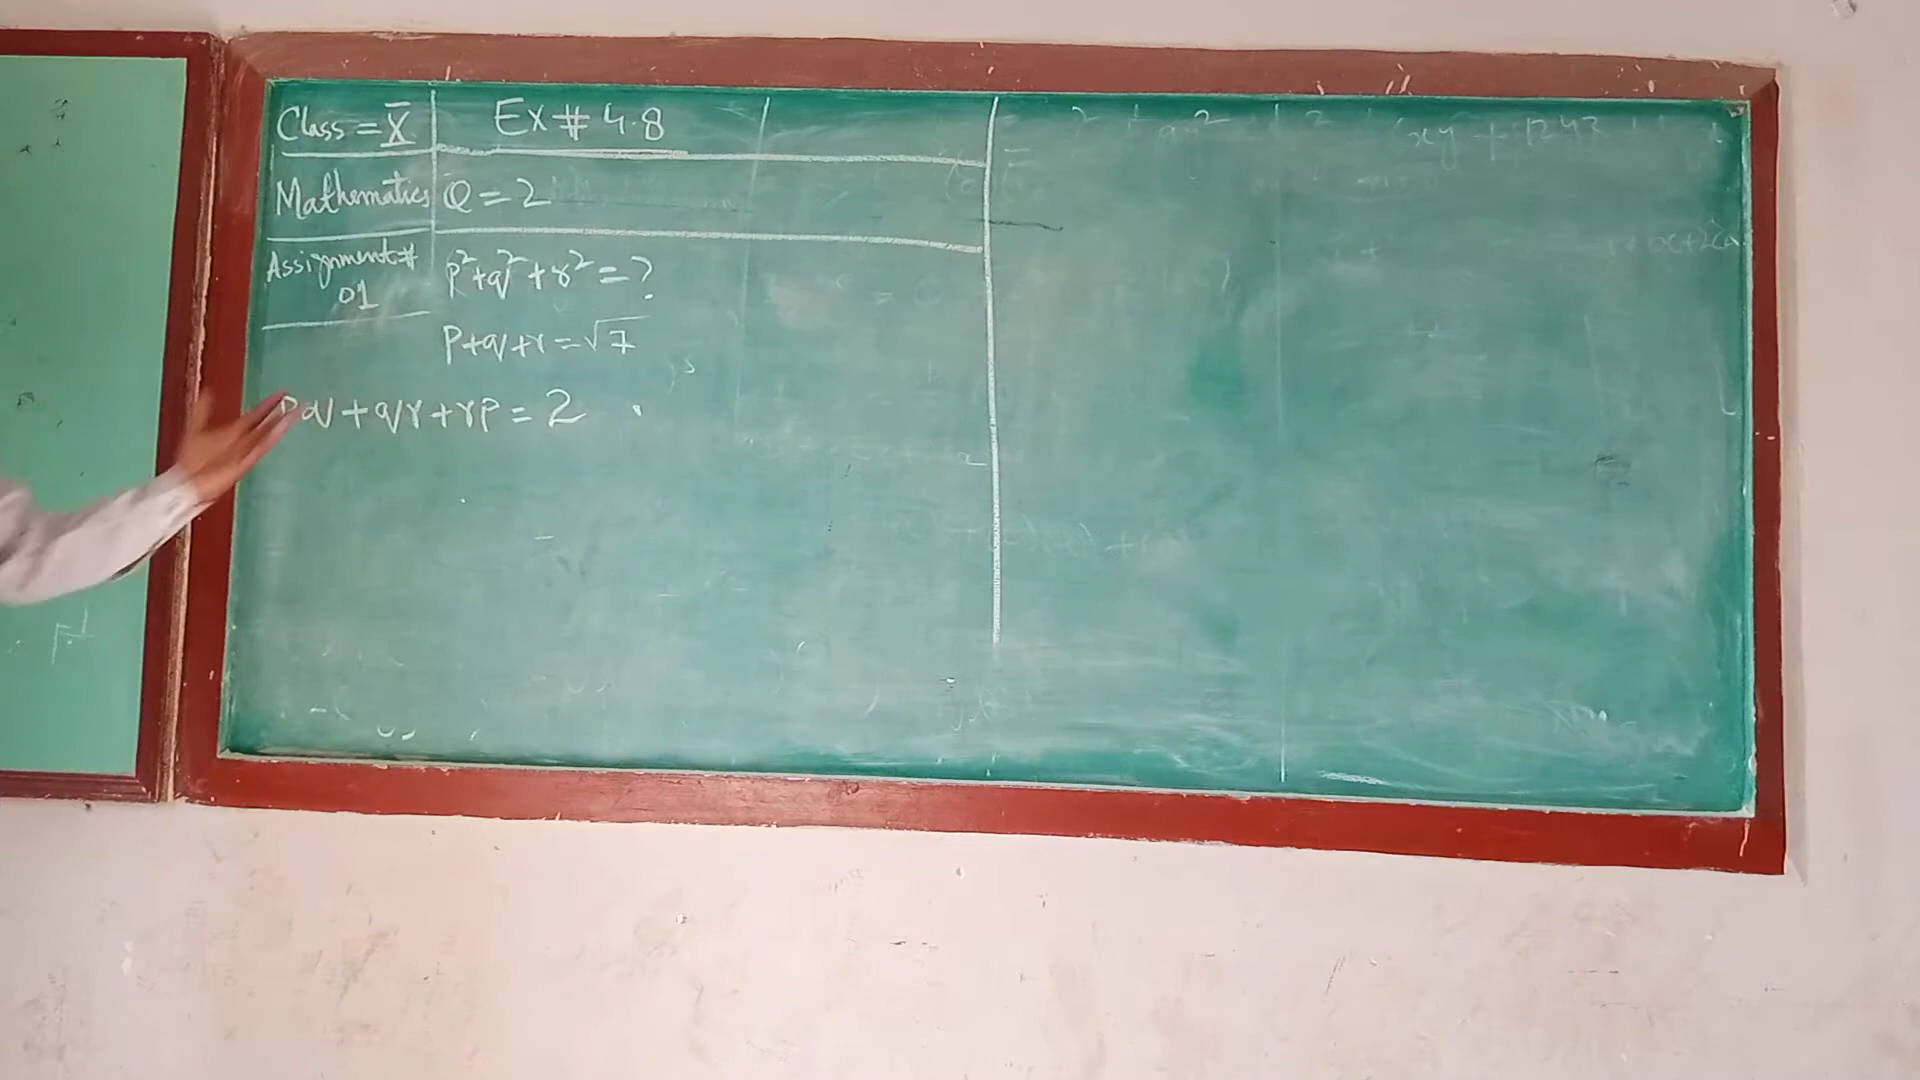 Class = X
Ex # 4.8
Mathematics
Q = 2
Assignment #
01
p²+q²+r² = ?
p+q+r = √7
pq + qr + rp = 2